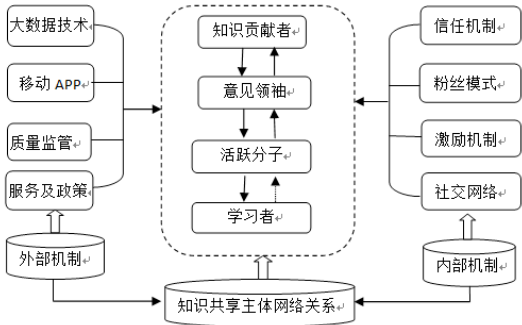 大数据技术
移动 APP
质量监管
服务及政策
外部机制
知识贡献者
意见领袖
活跃分子
学习者
知识共享主体网络关系
信任机制
粉丝模式
激励机制
社交网络
内部机制